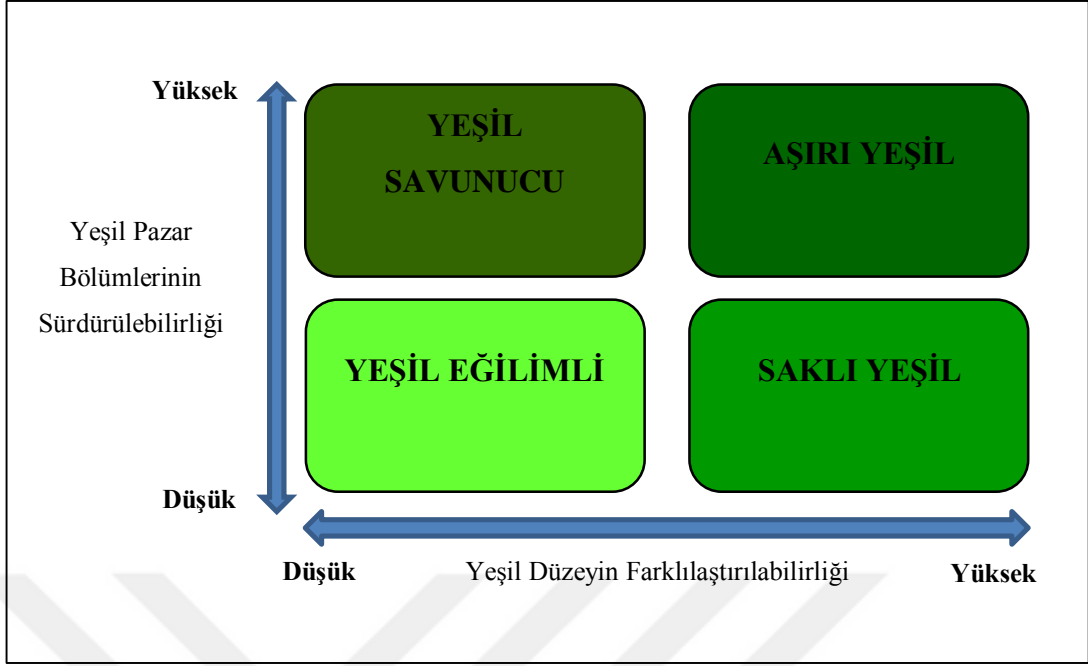 Yüksek
YEŞİL
SAVUNUCU
AŞIRI YEŞİL
Yeşil Pazar
Bölümlerinin
Sürdürülebilirliği
YEŞİL EĞİLİMLİ
SAKLI YEŞİL
Düşük
Düşük
Yeşil Düzeyin Farklılaştırılabilirliği
Yüksek